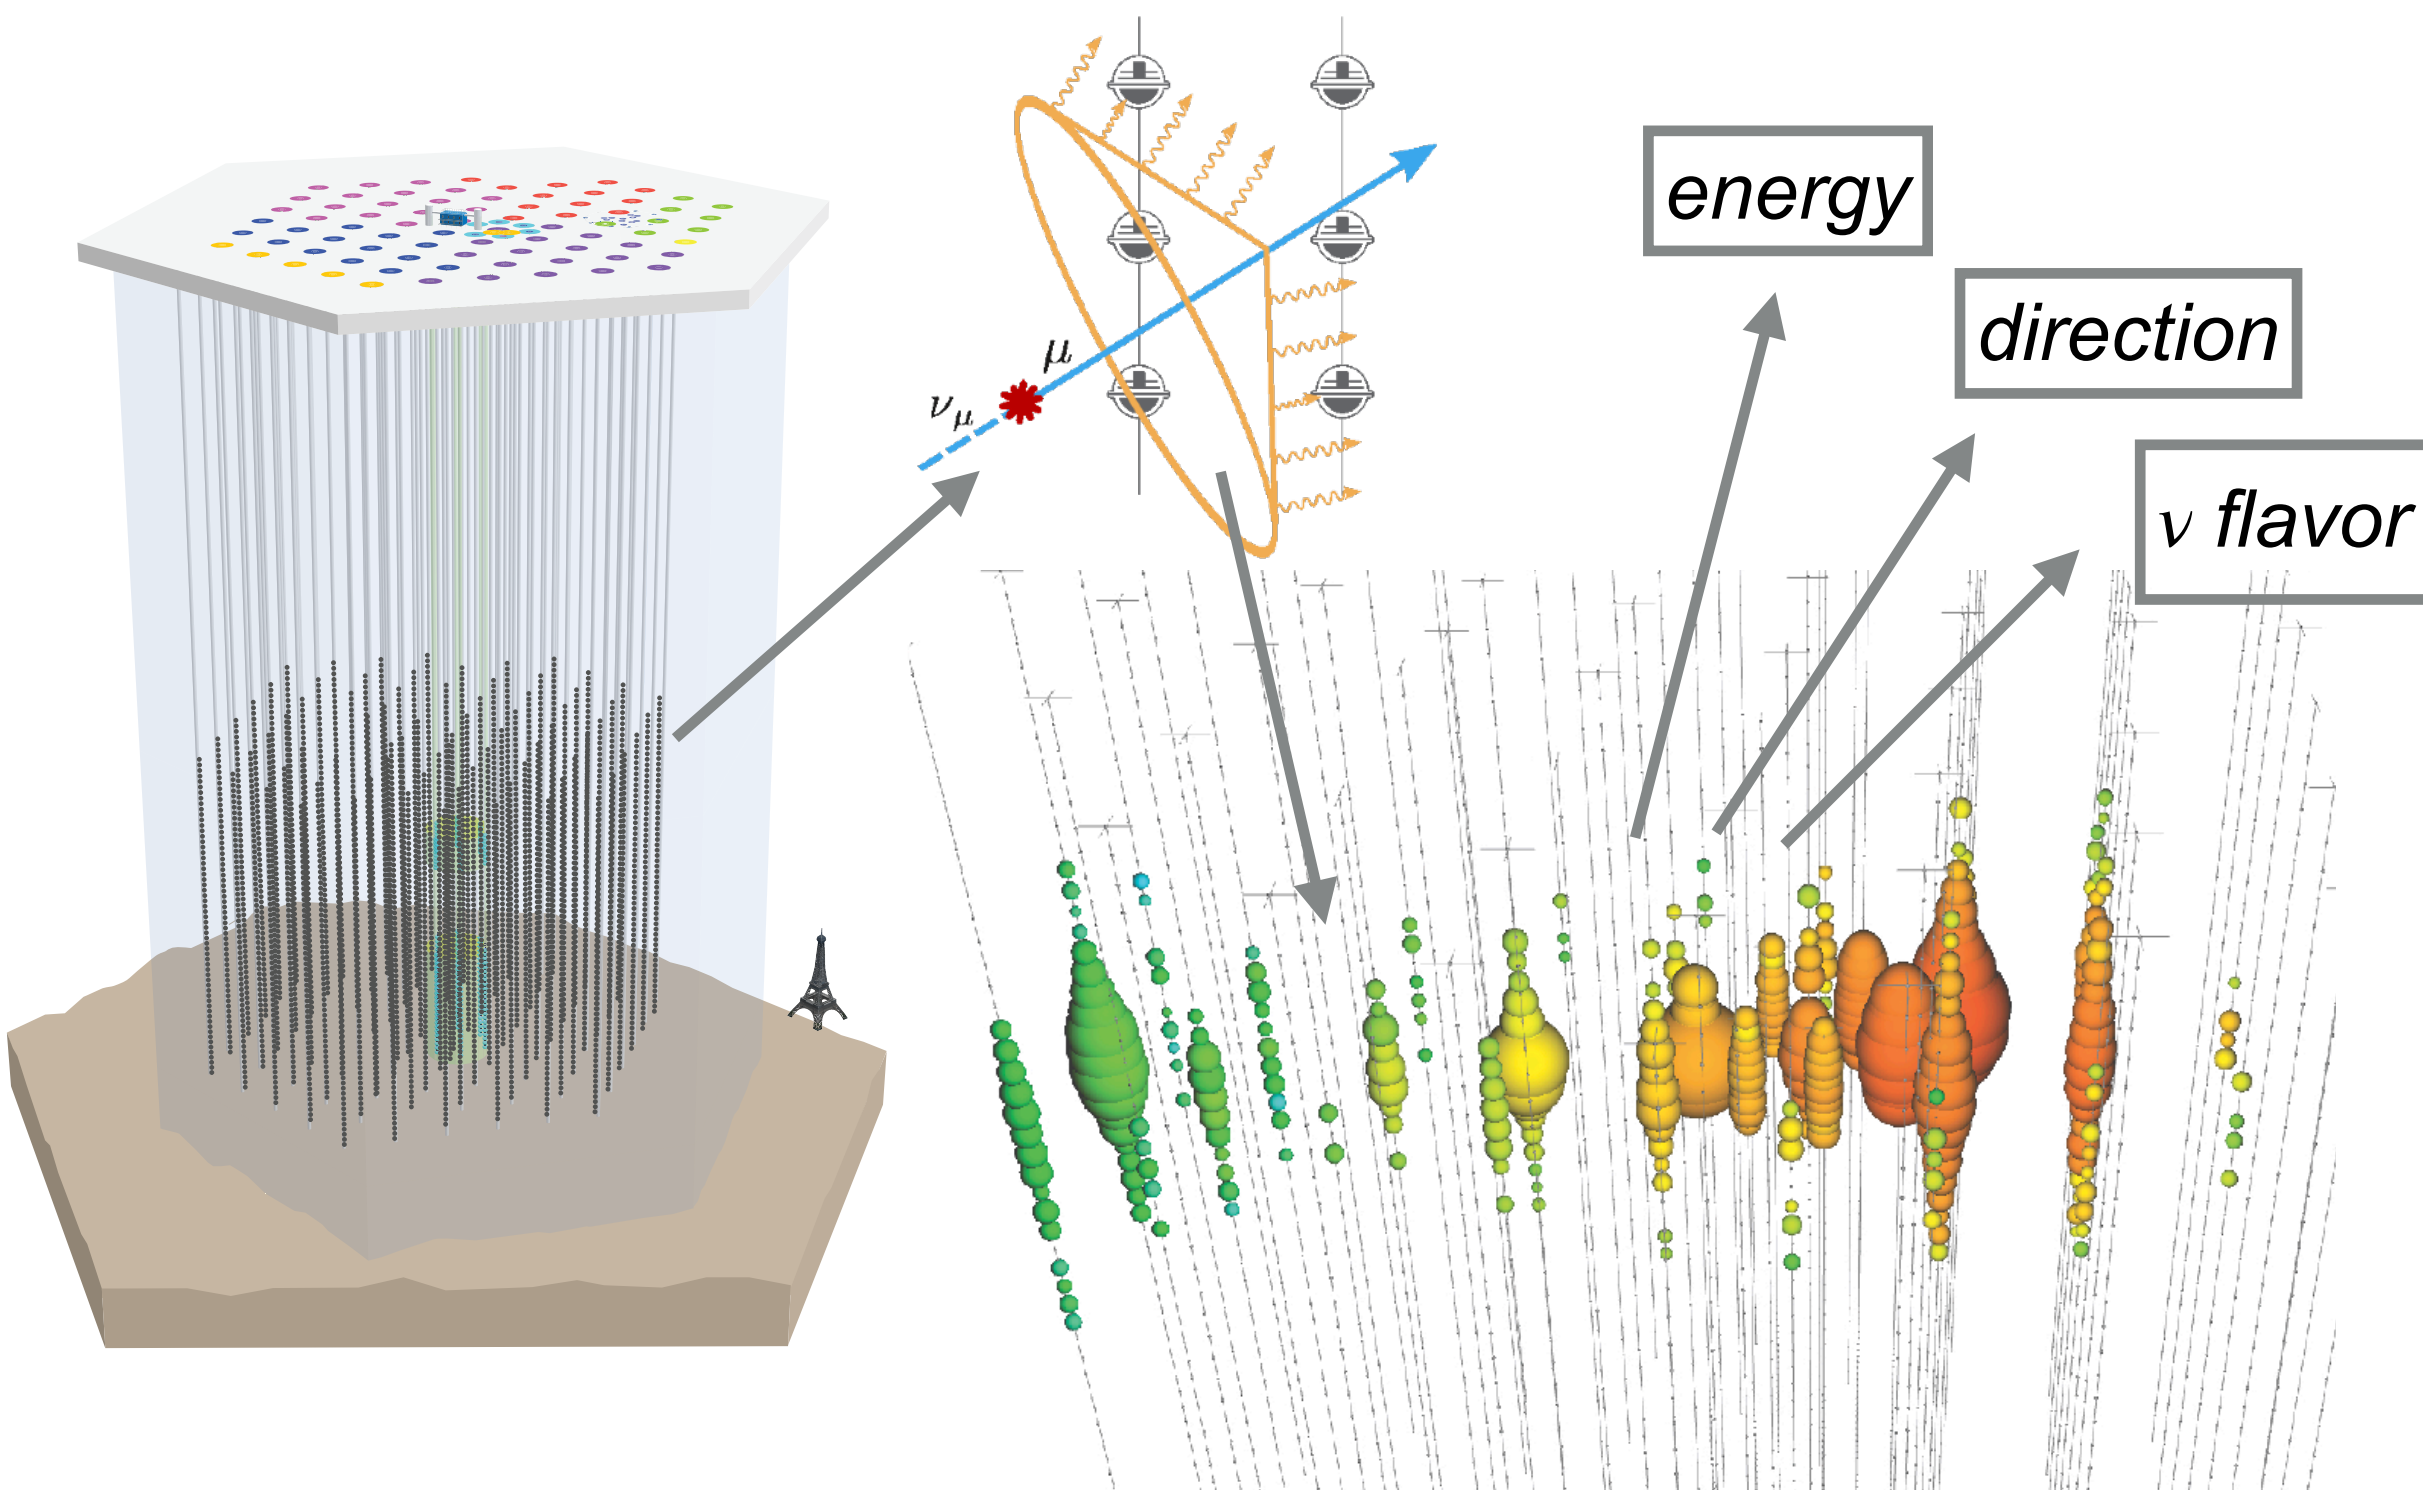 μ
ν_μ
energy
direction
ν flavor